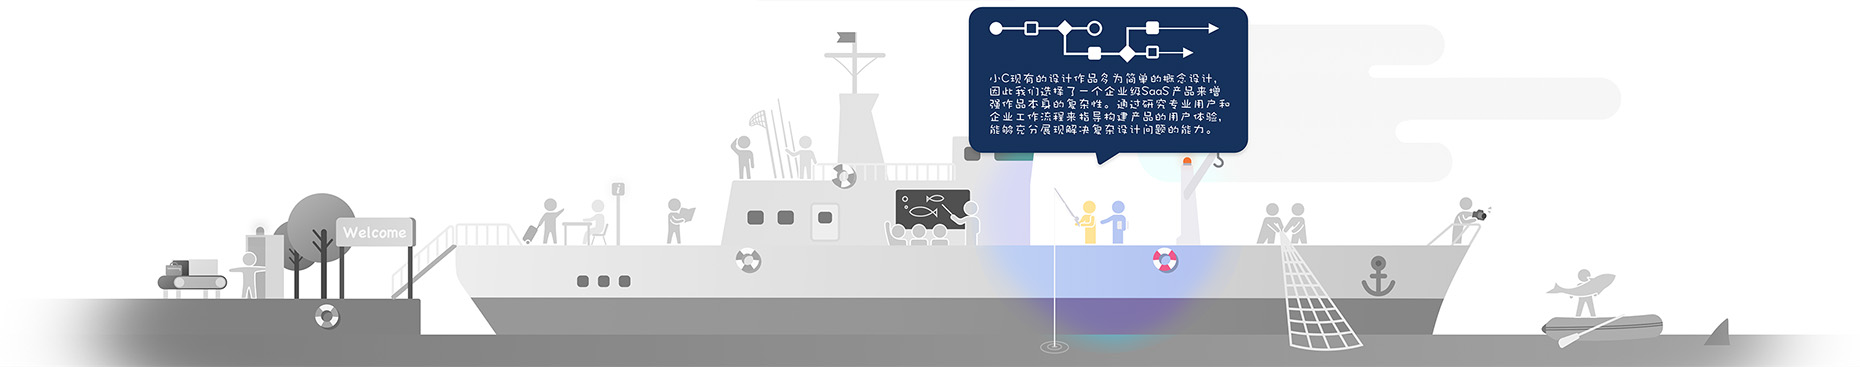 小C现有的设计作品多为简单的概念设计,
因此我们选择了一个企业级SaaS产品来增
强作品本身的复杂性。通过研究专业用户和
企业工作流程来指导构建产品的用户体验,
能够充分展现解决复杂设计问题的能力。
i
Welcome